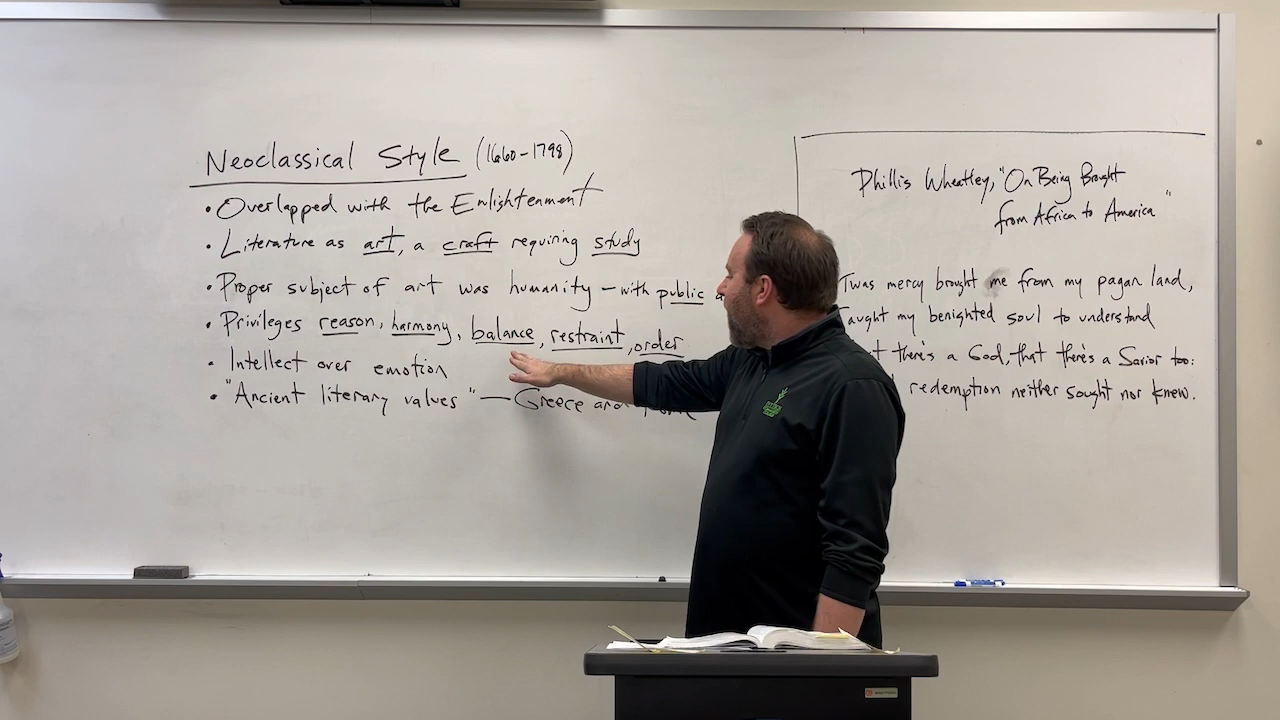 Neoclassical Style (1660-1798)
• Overlapped with the Enlightenment
• Literature as art, a craft requiring study
• Proper subject of art was humanity – with public
• Privileges reason, harmony, balance, restraint, order
• Intellect over emotion
• "Ancient literary values" — Greece and
Phillis Wheatley, "On Being Brought
from Africa to America"
Twas mercy brought me from my pagan land,
Taught my benighted soul to understand
there's a God, that there's a Savior too:
redemption neither sought nor knew.